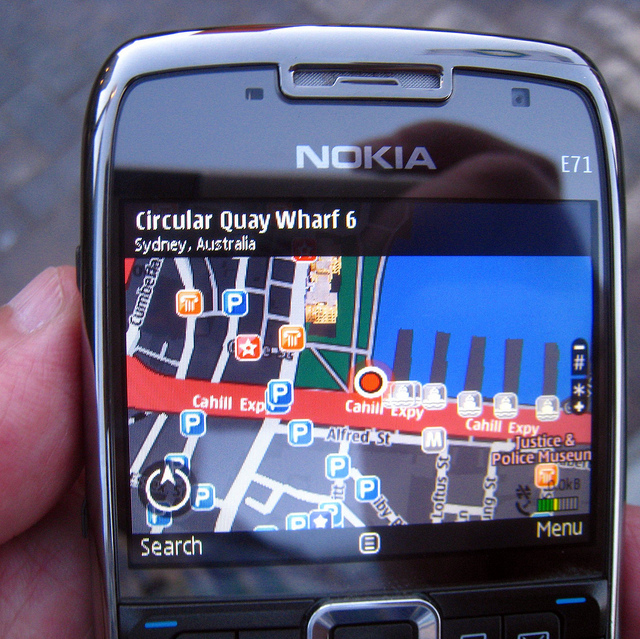 NOKIA
E71
Circular Quay Wharf 6
Sydney, Australia
P
P
Cahill Exp
Cahill Expy
Cahill Expy
P
P
Alfred St
M
Justice &
Police Museum
P
P
P
Loftus St
Search
Menu